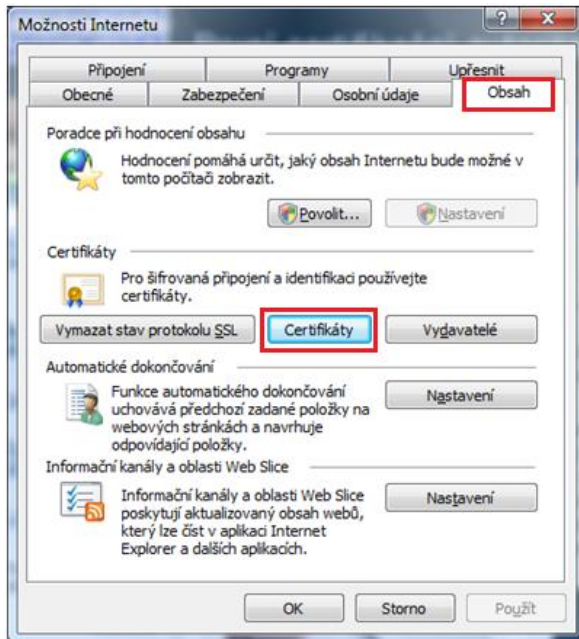 Možnosti Internetu
Připojení Programy Upřesnit
Obecné Zabezpečení Osobní údaje Obsah
Poradce při hodnocení obsahu
Hodnocení pomáhá určit, jaký obsah Internetu bude možné v
tomto počítači zobrazit.
Povolit... Nastavení
Certifikáty
Pro šifrovaná připojení a identifikaci používejte
certifikáty.
Vymazat stav protokolu SSL Certifikáty Vydavatelé
Automatické dokončování
Funkce automatického dokončování
uchovává předchozí zadané položky na
webových stránkách a navrhuje
odpovídající položky.
Nastavení
Informační kanály a oblasti Web Slice
Informační kanály a oblasti Web Slice
poskytují aktualizovaný obsah webů,
který lze číst v aplikaci Internet
Explorer a dalších aplikacích.
Nastavení
OK Storno Použít